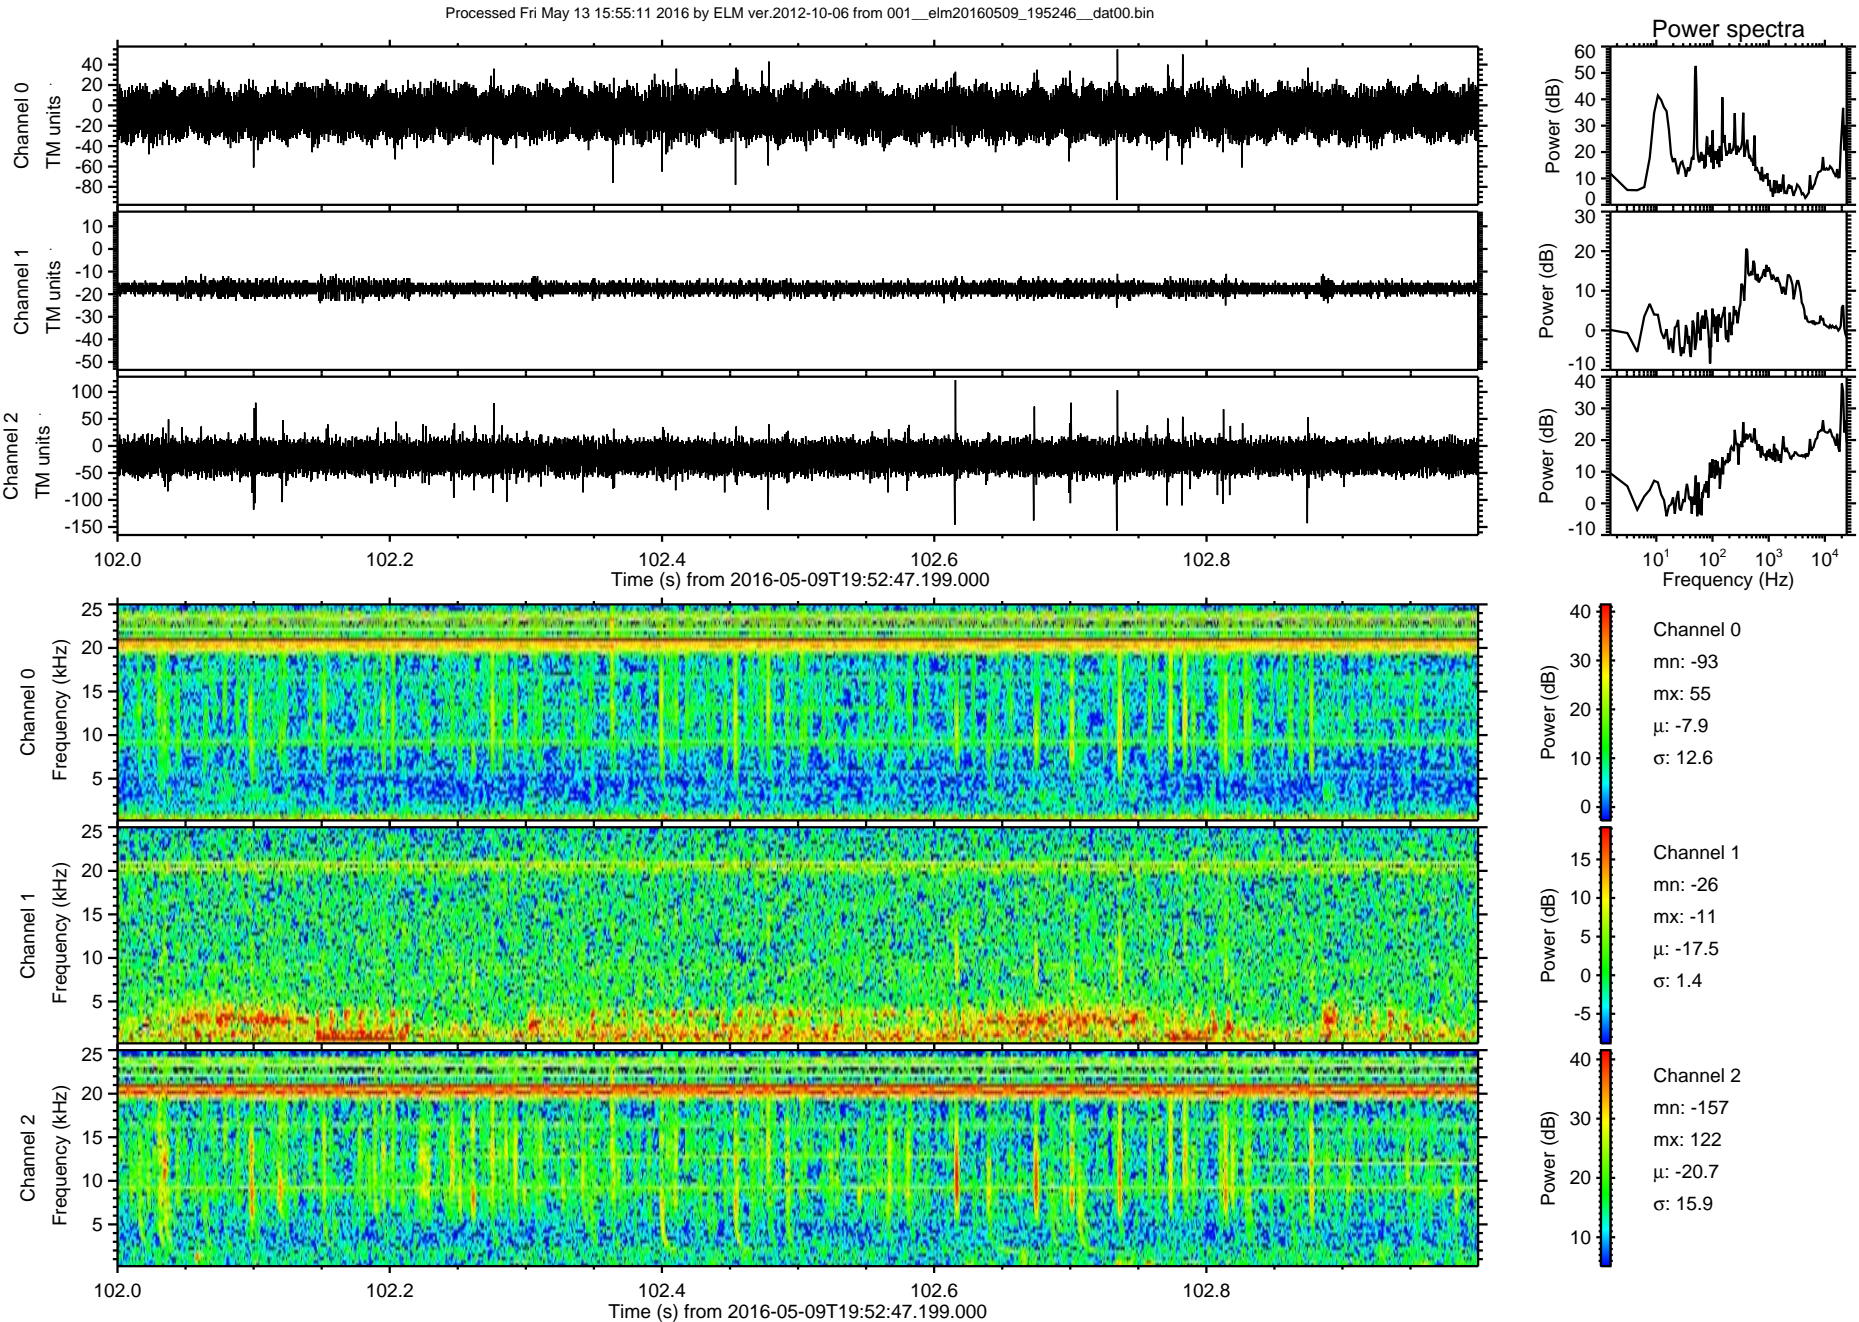 Processed Fri May 13 15:55:11 2016 by ELM ver.2012-10-06 from 001__elm20160509_195246__dat00.bin
Power spectra
Channel 0
TM units
40
20
0
-20
-40
-60
-80
Power (dB)
60
50
40
30
20
10
0
Channel 1
TM units
10
0
-10
-20
-30
-40
-50
Power (dB)
30
20
10
0
-10
Channel 2
TM units
100
50
0
-50
-100
-150
Power (dB)
40
30
20
10
0
-10
102.0 102.2 102.4 102.6 102.8
Time (s) from 2016-05-09T19:52:47.199.000
10^1 10^2 10^3 10^4
Frequency (Hz)
Channel 0
Frequency (kHz)
25
20
15
10
5
Power (dB)
40
30
20
10
0
Channel 0
mn: -93
mx: 55
μ: -7.9
σ: 12.6
Channel 1
Frequency (kHz)
25
20
15
10
5
Power (dB)
15
10
5
0
-5
Channel 1
mn: -26
mx: -11
μ: -17.5
σ: 1.4
Channel 2
Frequency (kHz)
25
20
15
10
5
Power (dB)
40
30
20
10
Channel 2
mn: -157
mx: 122
μ: -20.7
σ: 15.9
102.0 102.2 102.4 102.6 102.8
Time (s) from 2016-05-09T19:52:47.199.000